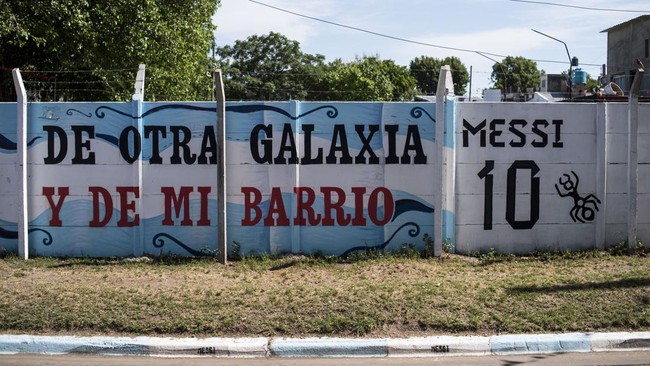 DE OTRA GALAXIA
Y DE MI BARRIO
MESSI
10